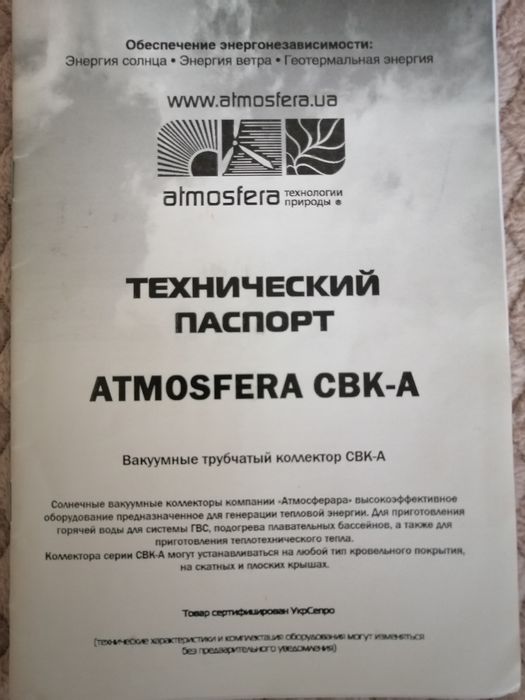 Обеспечение энергонезависимости:
Энергия солнца • Энергия ветра • Геотермальная энергия
www.atmosfera.ua
atmosfera технологии природы ®
ТЕХНИЧЕСКИЙ
ПАСПОРТ
ATMOSFERA СВК-А
Вакуумные трубчатый коллектор СВК-А
Солнечные вакуумные коллекторы компании «Атмосферара» высокоэффективное
оборудование предназначенное для генерации тепловой энергии. Для приготовления
горячей воды для системы ГВС, подогрева плавательных бассейнов, а также для
приготовления теплотехнического тепла.
Коллектора серии СВК-А могут устанавливаться на любой тип кровельного покрытия,
на скатных и плоских крышах.
Товар сертифицирован УкрСепро
(технические характеристики и комплектация оборудования могут изменяться
без предварительного уведомления)